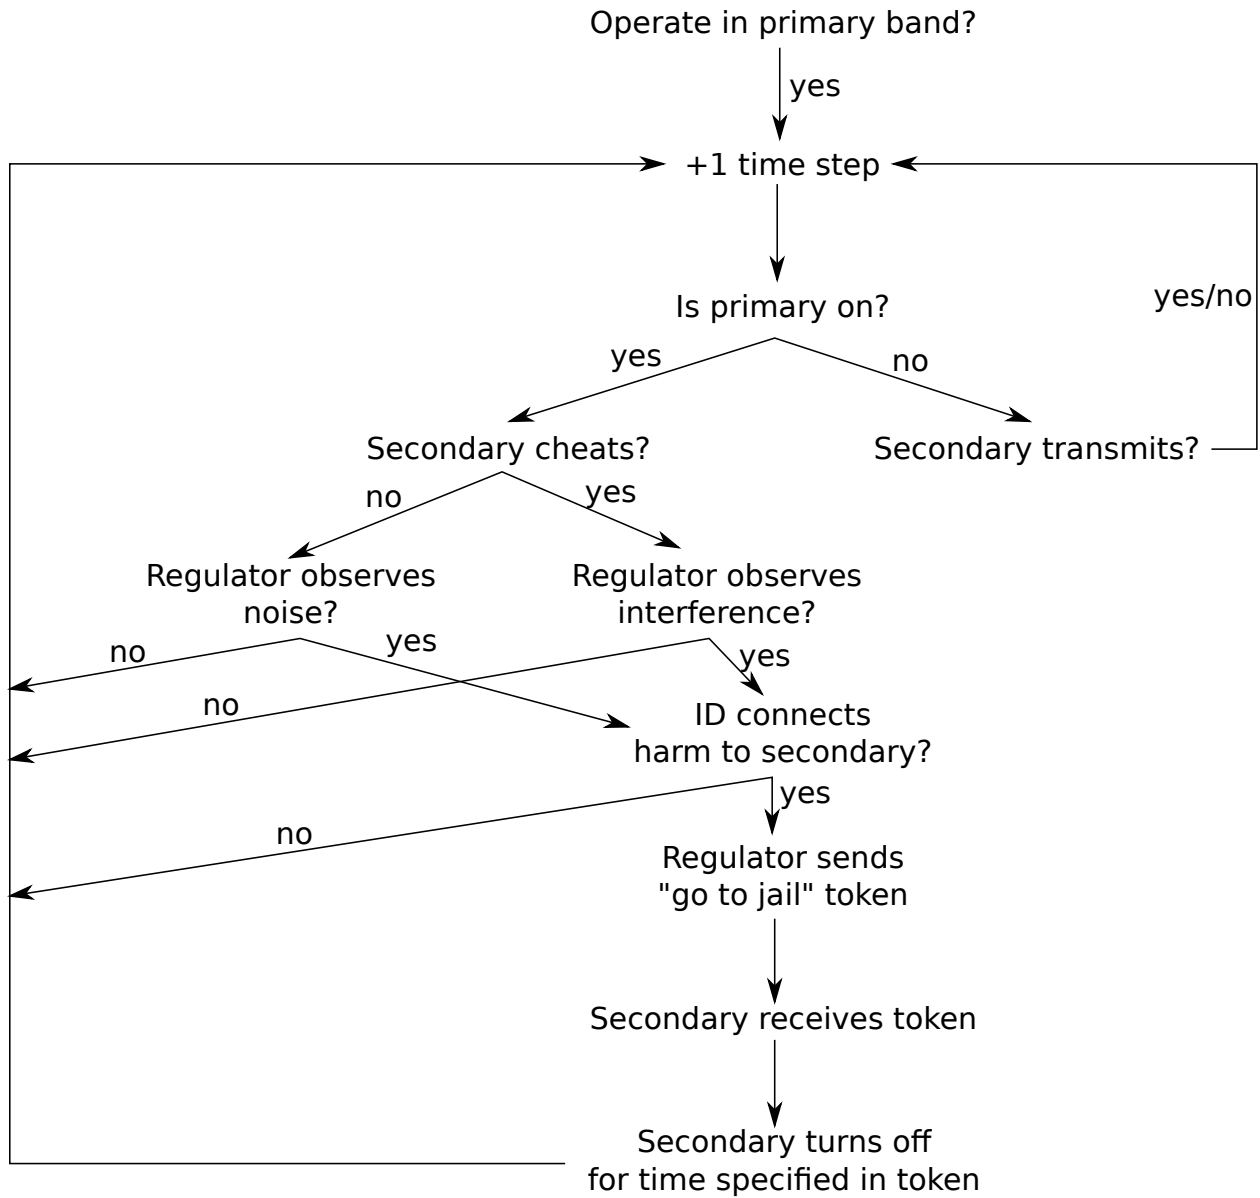 Operate in primary band?
yes
+1 time step
yes/no
Is primary on?
yes
no
Secondary cheats?
Secondary transmits?
no
yes
Regulator observes
noise?
Regulator observes
interference?
no
yes
yes
no
ID connects
harm to secondary?
yes
no
Regulator sends
"go to jail" token
Secondary receives token
Secondary turns off
for time specified in token